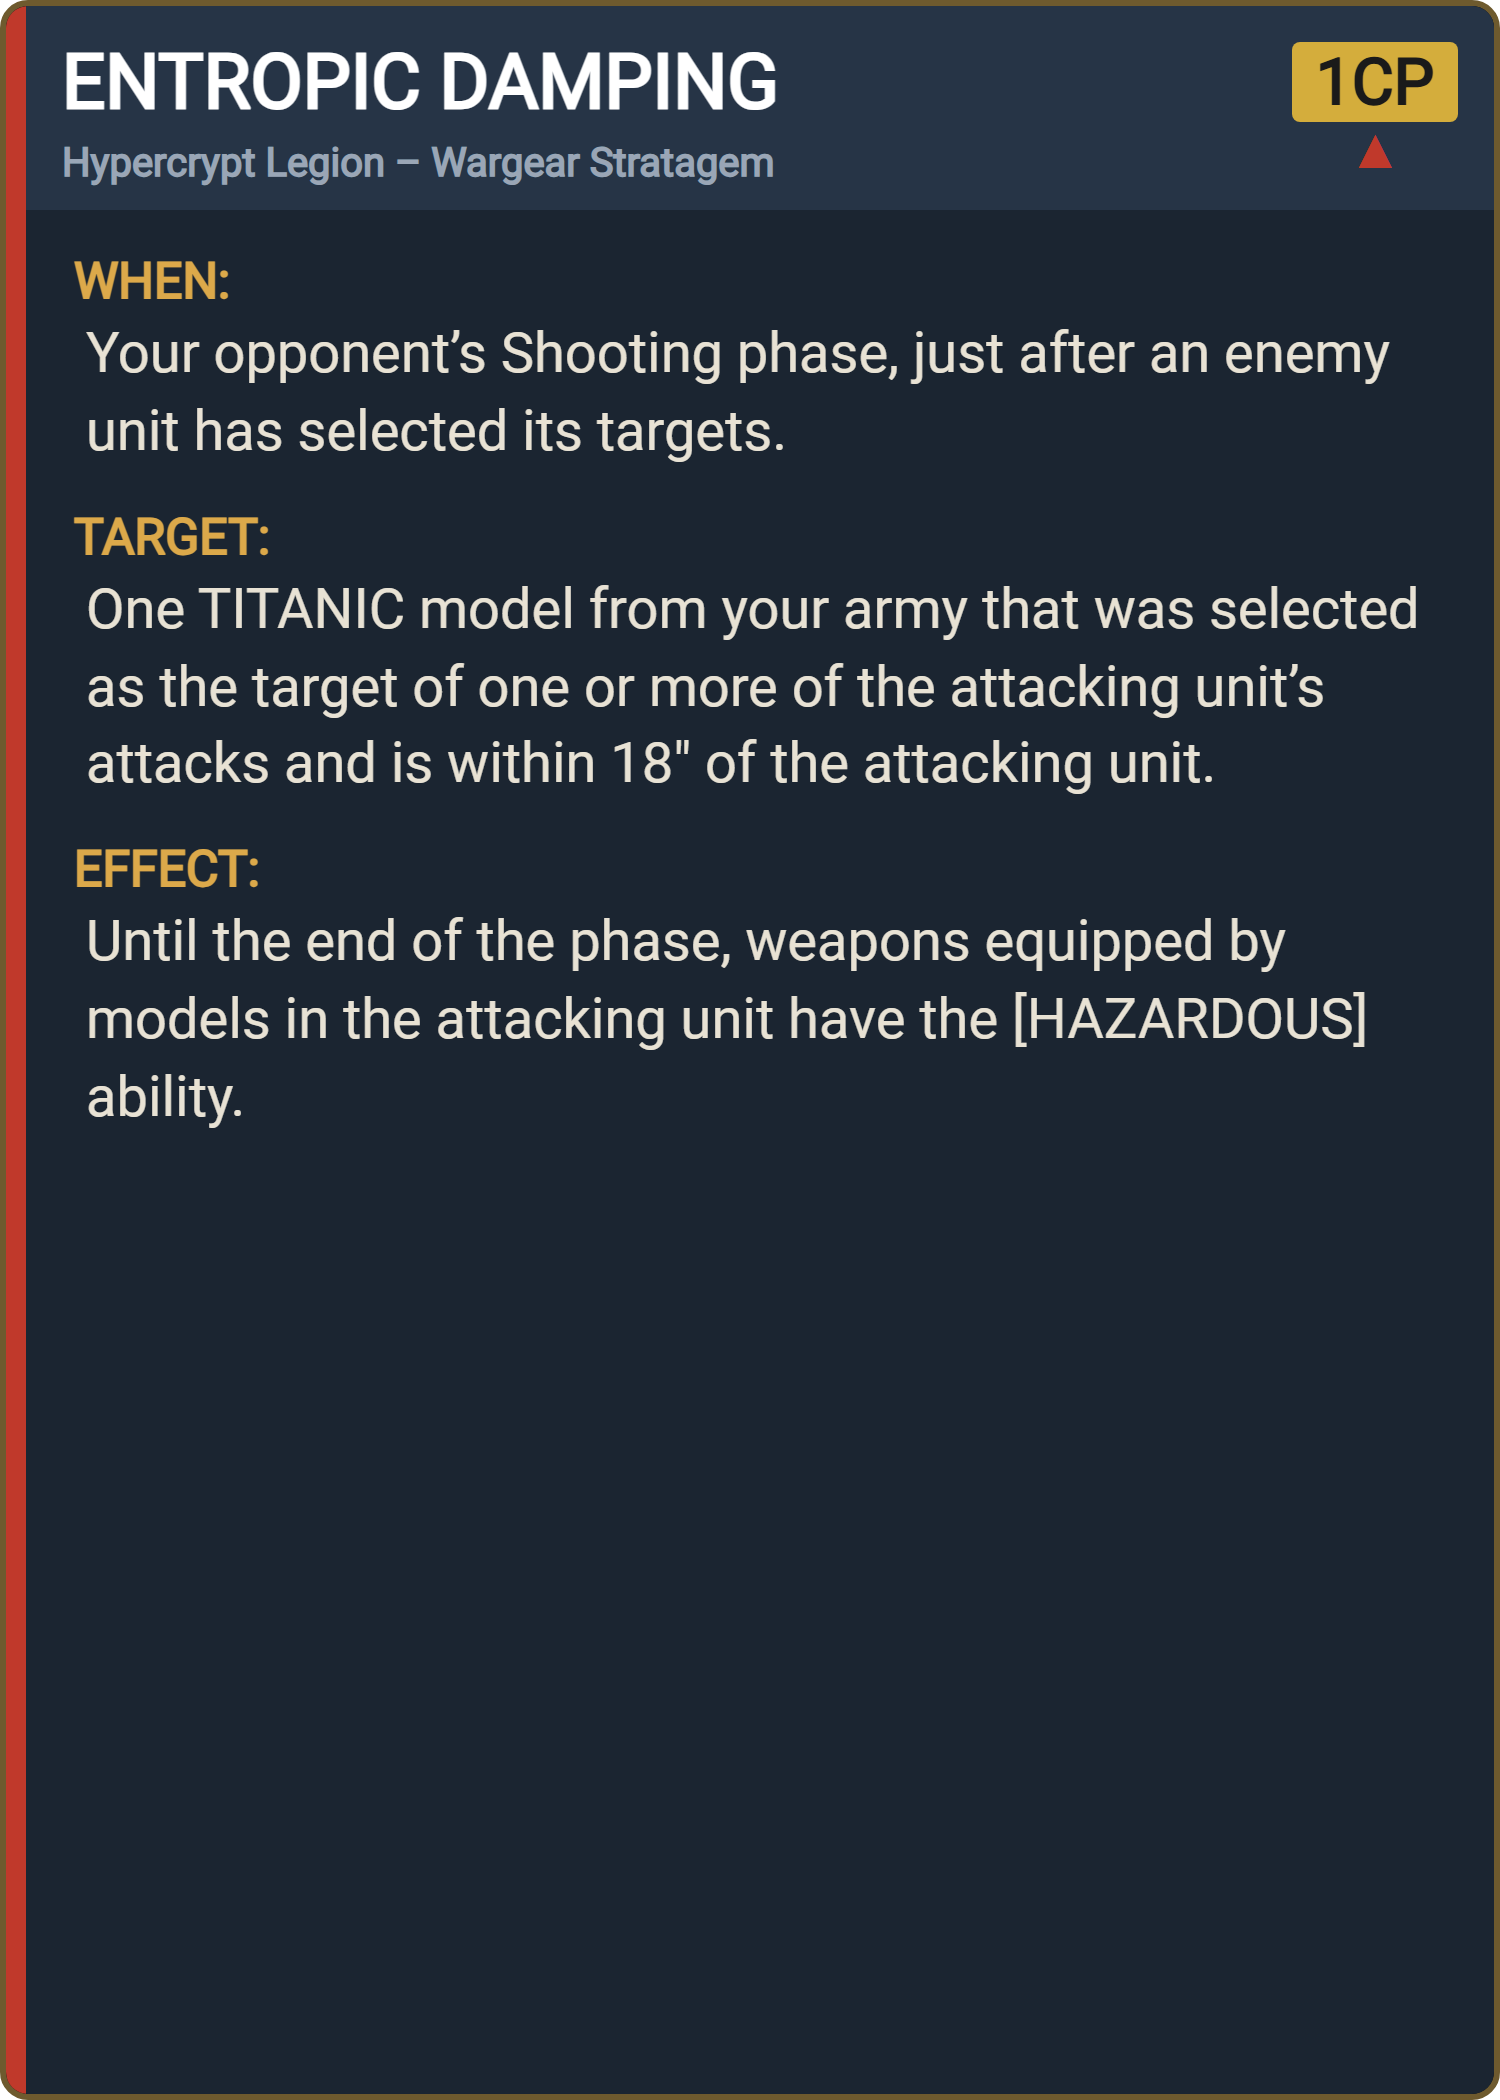 ENTROPIC DAMPING
1CP
Hypercrypt Legion – Wargear Stratagem
WHEN:
Your opponent’s Shooting phase, just after an enemy
unit has selected its targets.
TARGET:
One TITANIC model from your army that was selected
as the target of one or more of the attacking unit’s
attacks and is within 18" of the attacking unit.
EFFECT:
Until the end of the phase, weapons equipped by
models in the attacking unit have the [HAZARDOUS]
ability.